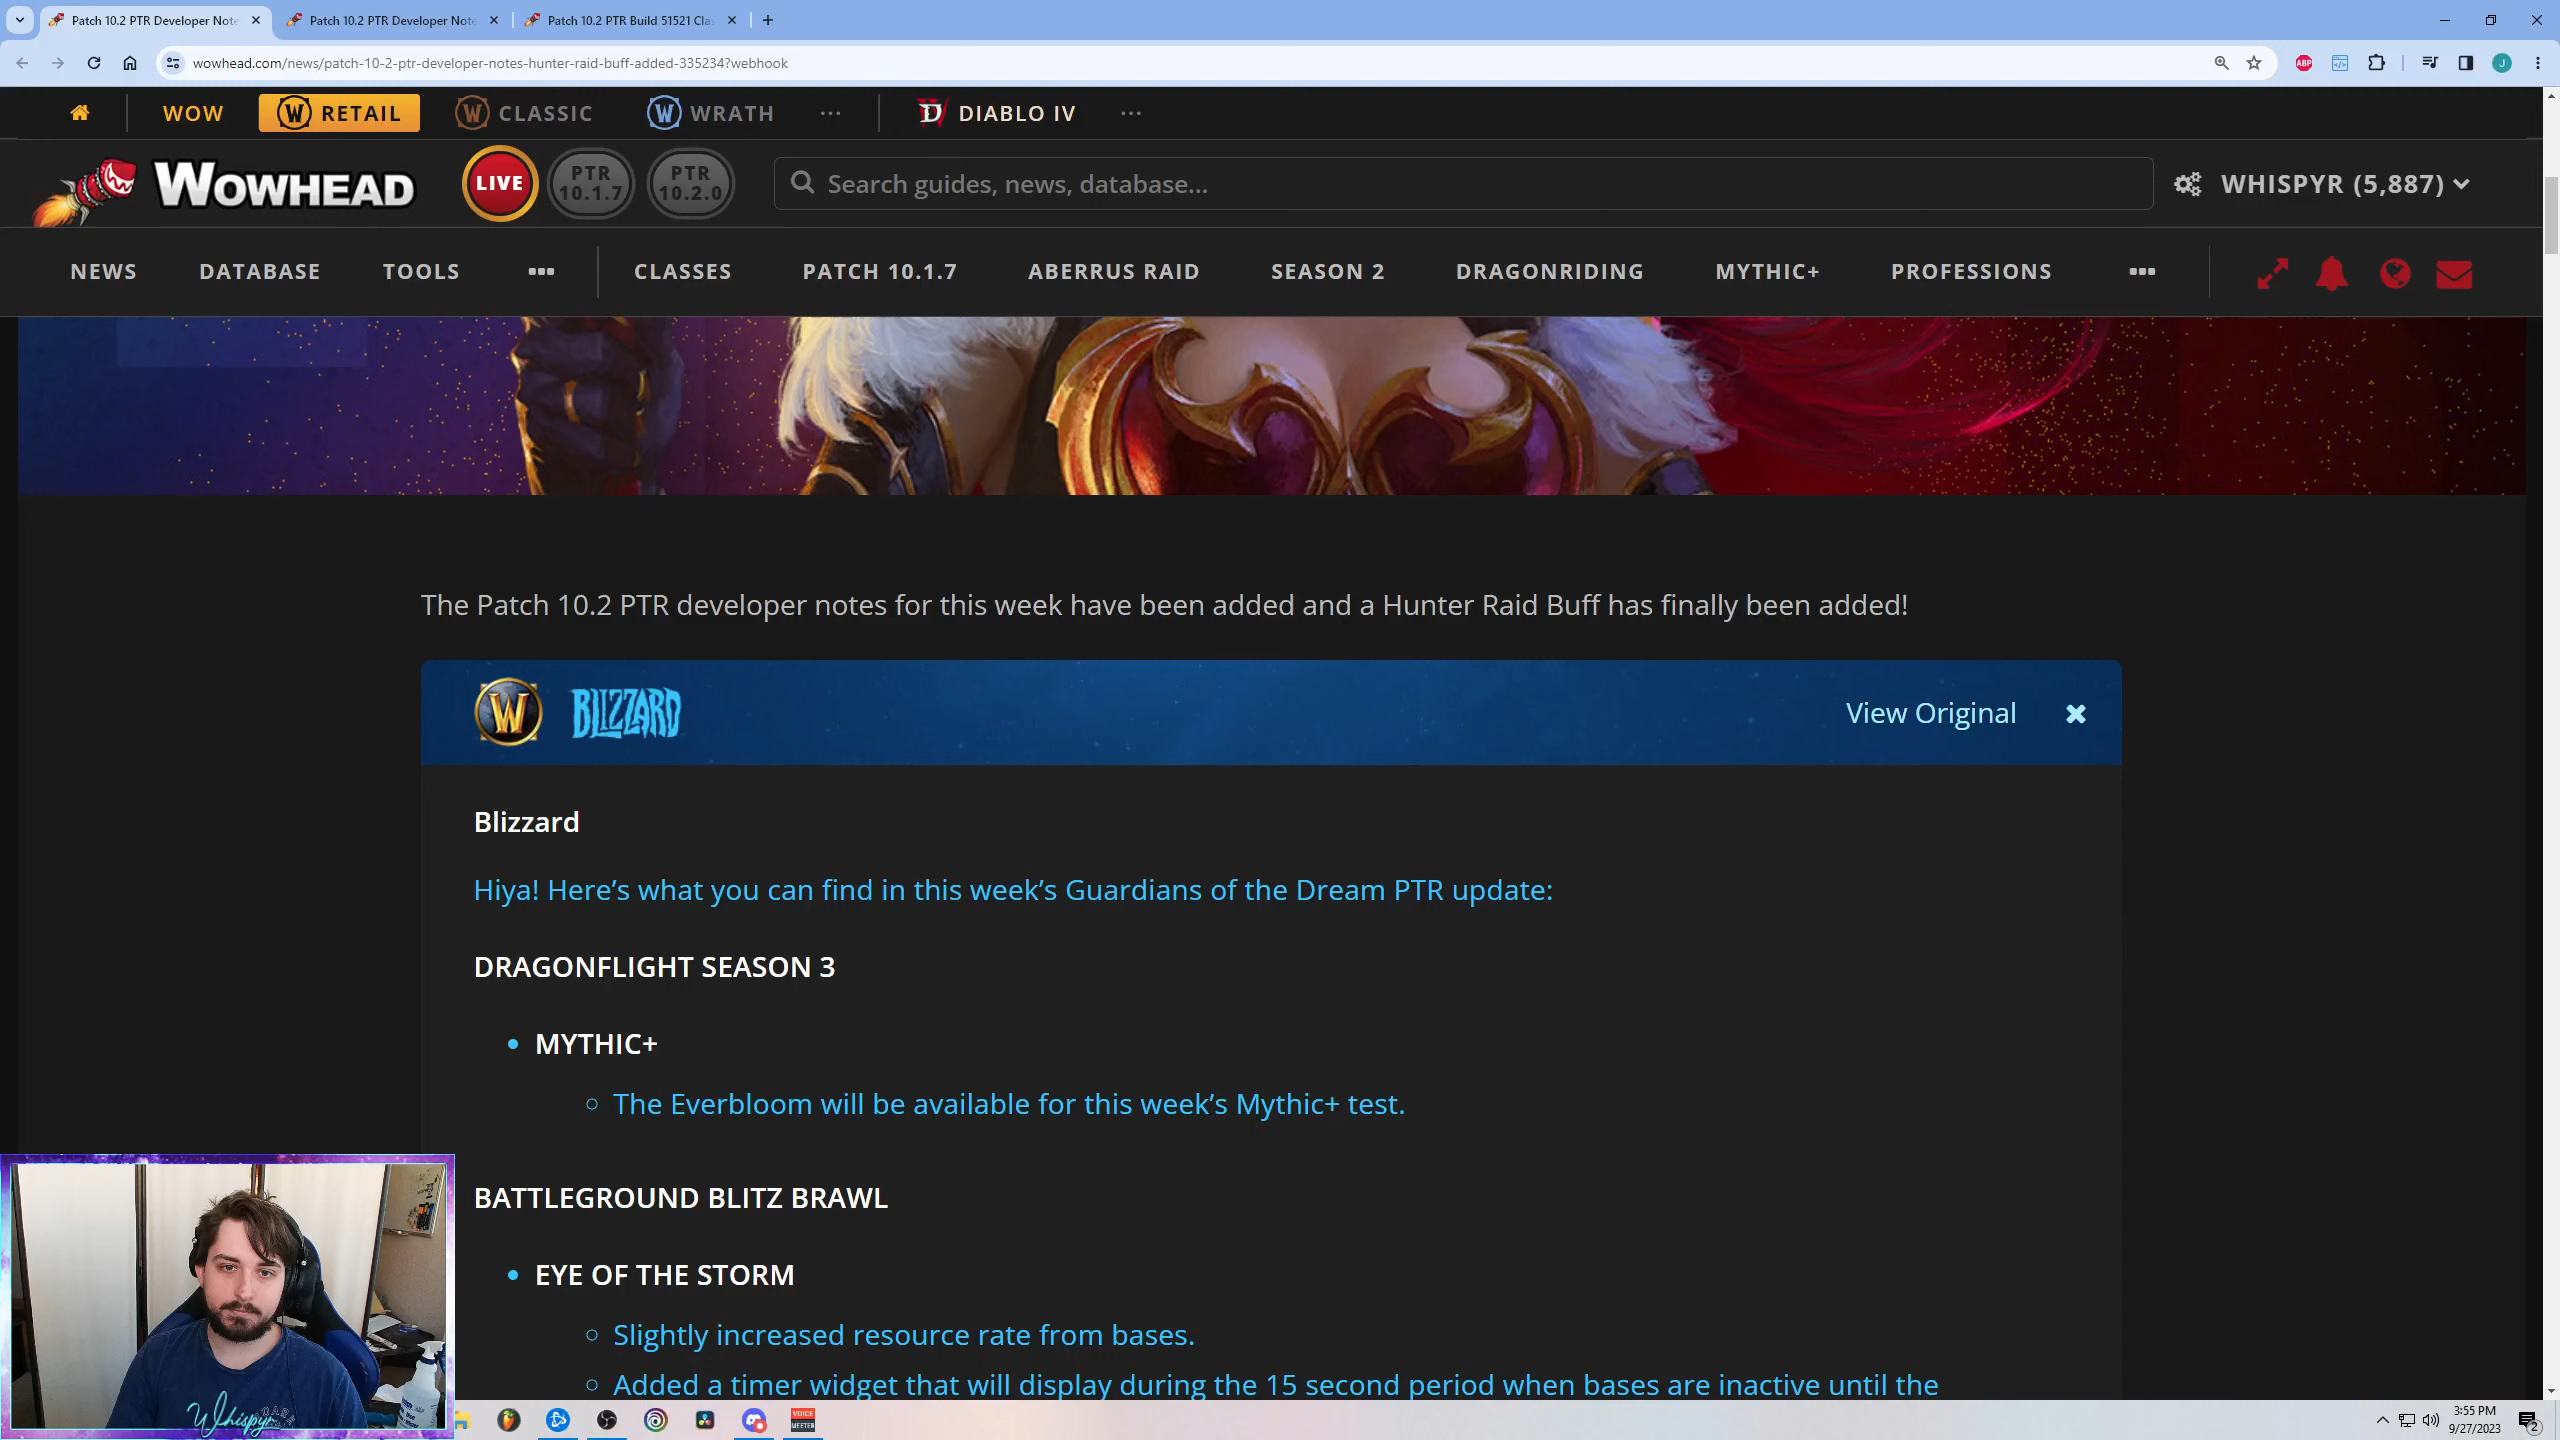 Patch 10.2 PTR Developer Note
Patch 10.2 PTR Developer Not
Patch 10.2 PTR Build 51521 Cla
wowhead.com/news/patch-10-2-ptr-developer-notes-hunter-raid-buff-added-335234?webhook
ABP
J
WOW
W RETAIL
W CLASSIC
W WRATH
...
DIABLO IV
...
WOWHEAD
LIVE
PTR
10.1.7
PTR
10.2.0
Search guides, news, database...
WHISPYR (5,887)
NEWS
DATABASE
TOOLS
CLASSES
PATCH 10.1.7
ABERRUS RAID
SEASON 2
DRAGONRIDING
MYTHIC+
PROFESSIONS
The Patch 10.2 PTR developer notes for this week have been added and a Hunter Raid Buff has finally been added!
W BLIZZARD
View Original
Blizzard
Hiya! Here’s what you can find in this week’s Guardians of the Dream PTR update:
DRAGONFLIGHT SEASON 3
• MYTHIC+
○ The Everbloom will be available for this week’s Mythic+ test.
BATTLEGROUND BLITZ BRAWL
• EYE OF THE STORM
○ Slightly increased resource rate from bases.
○ Added a timer widget that will display during the 15 second period when bases are inactive until the
Whispyr
VOICE
MEETER
3:55 PM
9/27/2023
2